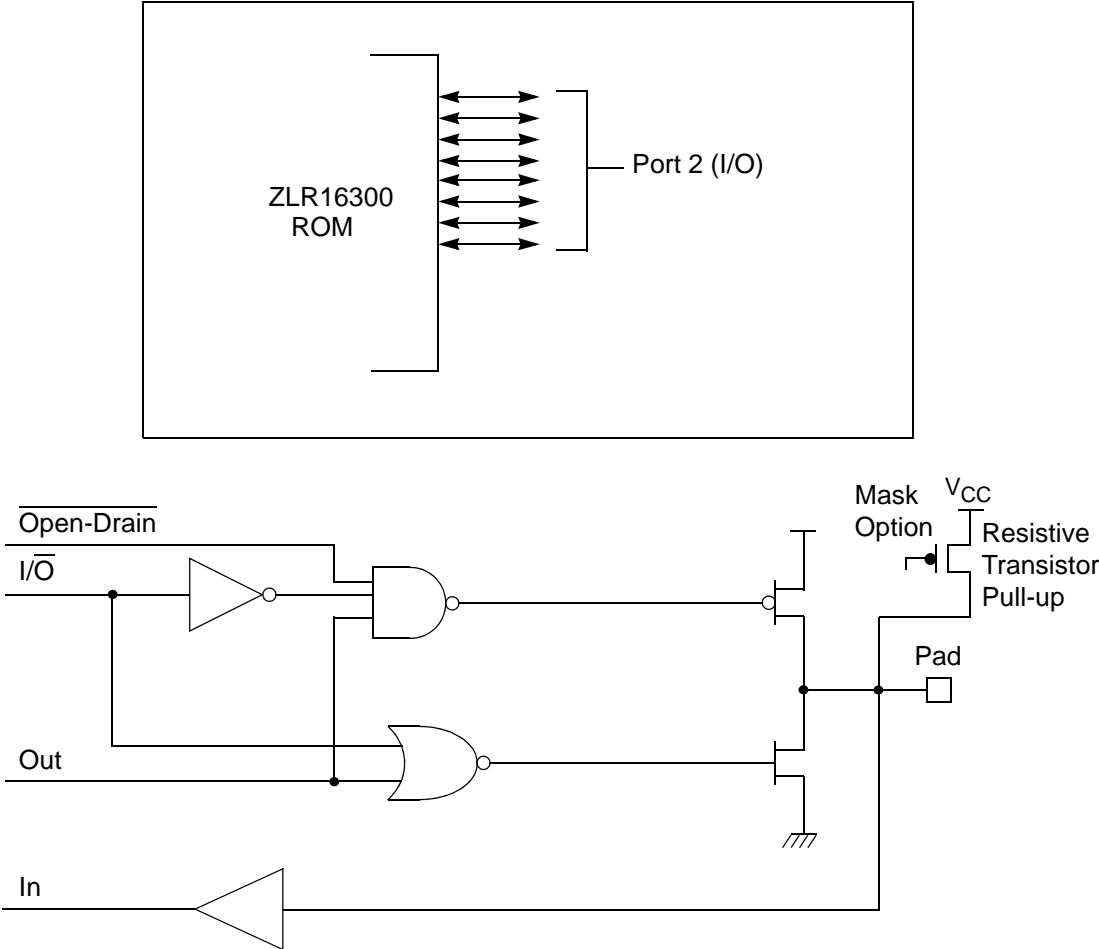 ZLR16300
ROM
Port 2 (I/O)
Open-Drain
I/O
Out
In
Mask
Option
VCC
Resistive
Transistor
Pull-up
Pad